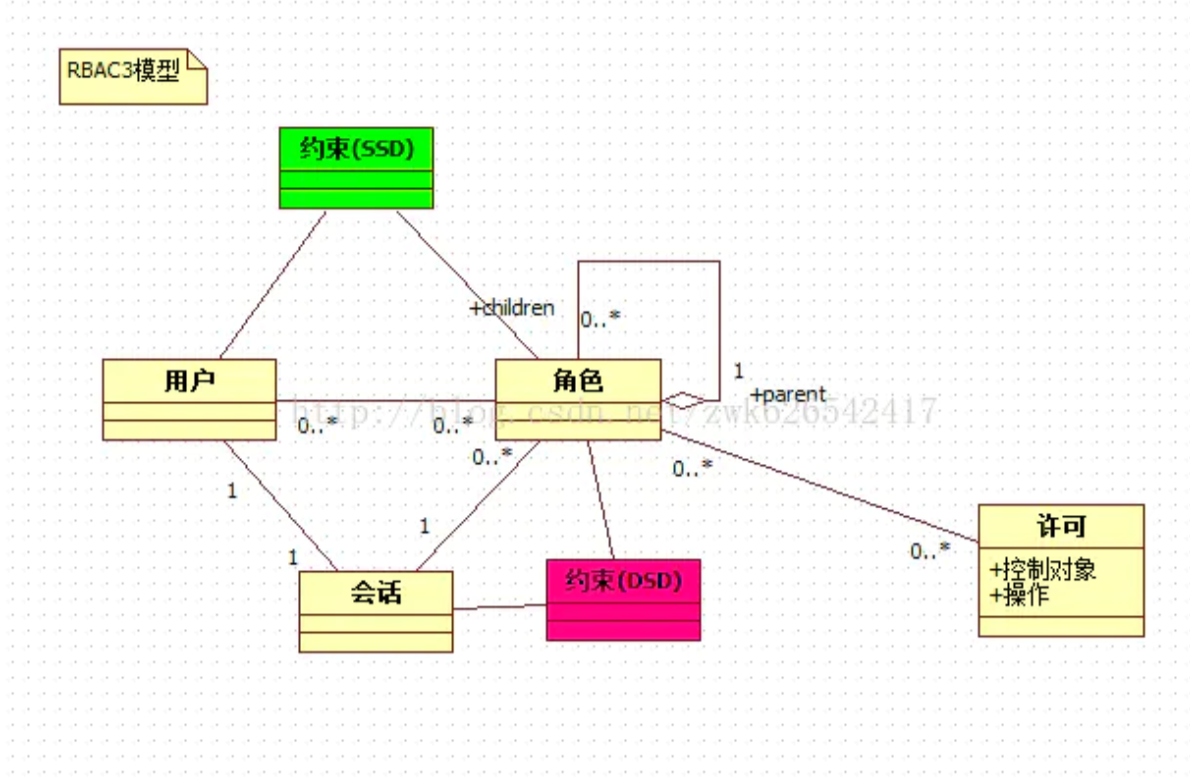 RBAC3模型
约束(SSD)
+children
0..*
用户
角色
1
+parent
http://blog.csdn.net/zwk626542417
0..*
0..*
0..*
0..*
1
1
1
0..*
会话
约束(DSD)
许可
+控制对象
+操作